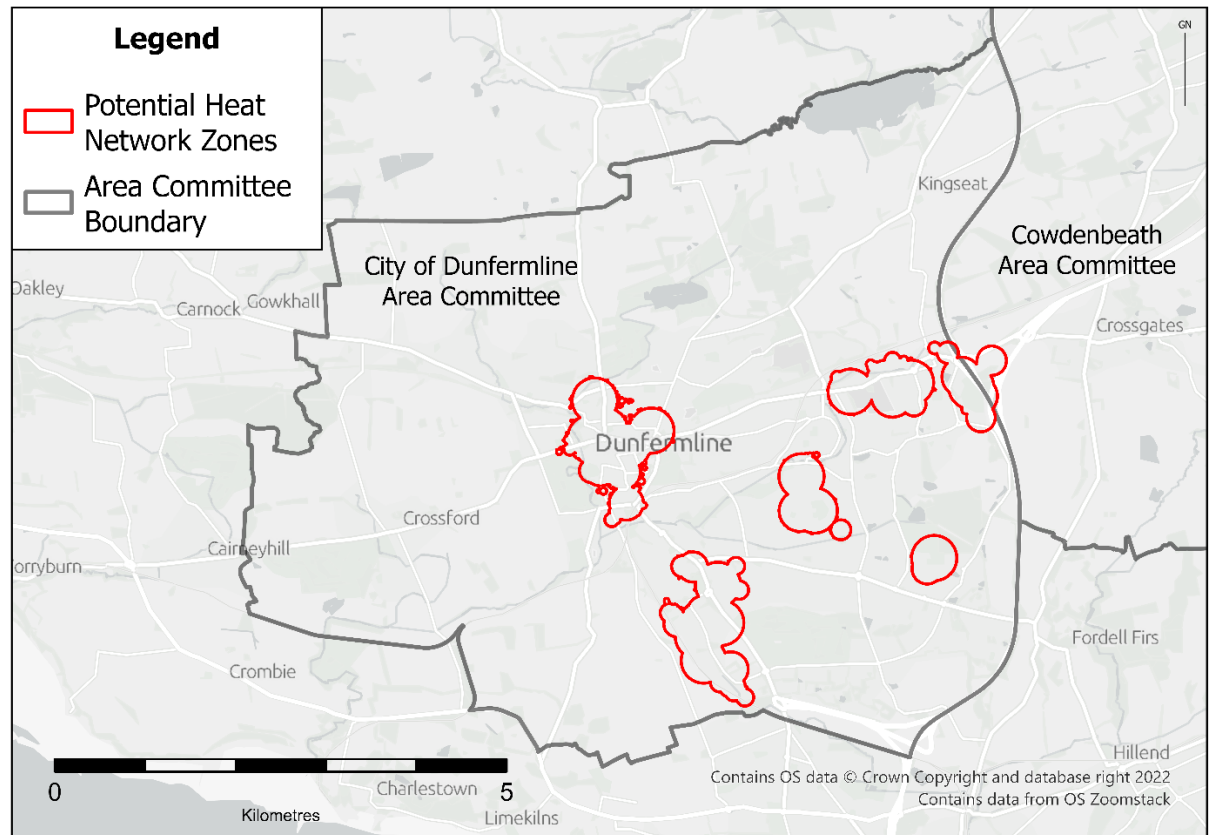 Legend
Potential Heat
Network Zones
Area Committee
Boundary
GN
Kingseat
Cowdenbeath
Area Committee
City of Dunfermline
Area Committee
Oakley
Carnock
Gowkhall
Crossgates
Dunfermline
Crossford
Cairneyhill
orryburn
Fordell Firs
Crombie
Hillend
Contains OS data © Crown Copyright and database right 2022
Contains data from OS Zoomstack
0
5
Kilometres
Charlestown
Limekilns